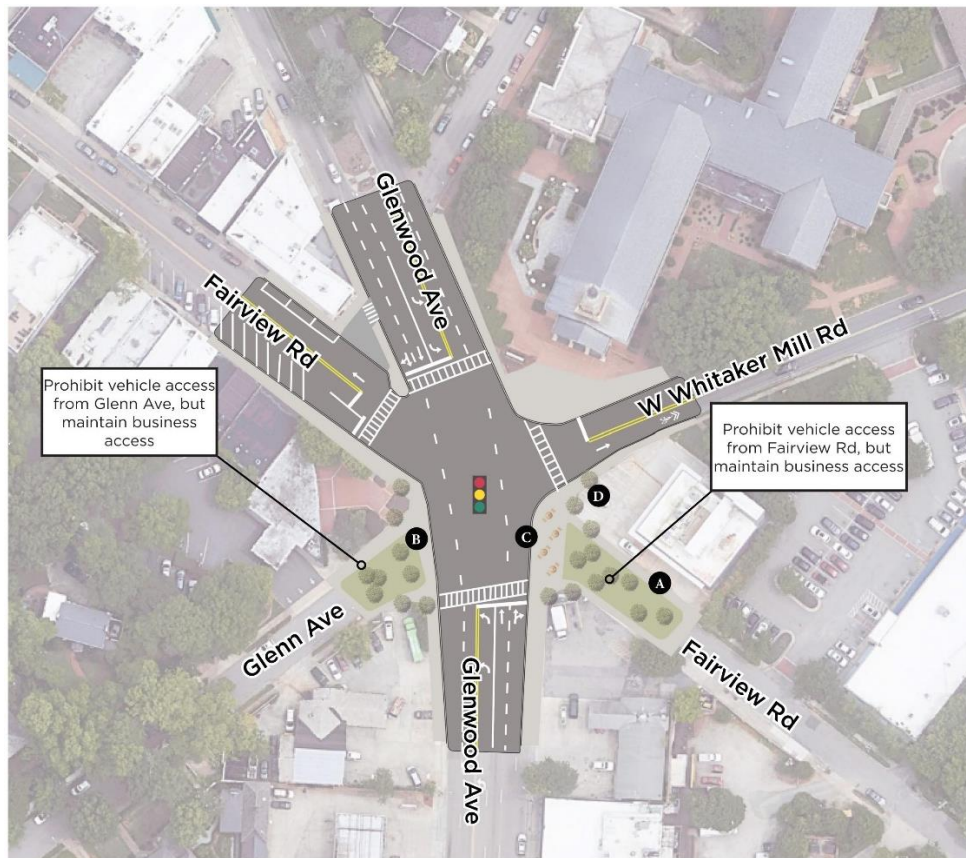 Glenwood Ave
Fairview Rd
W Whitaker Mill Rd
Prohibit vehicle access
from Glenn Ave, but
maintain business
access
Prohibit vehicle access
from Fairview Rd, but
maintain business access
D
C
B
A
Glenn Ave
Glenwood Ave
Fairview Rd